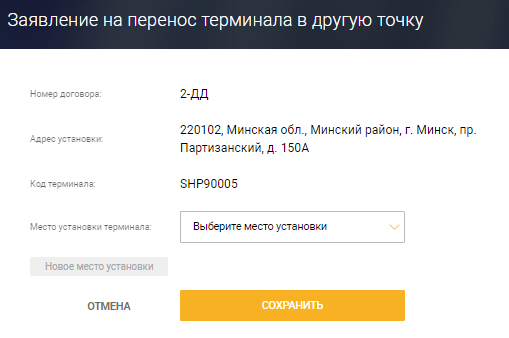 Заявление на перенос терминала в другую точку
Номер договора: 2-ДД
Адрес установки: 220102, Минская обл., Минский район, г. Минск, пр.
Партизанский, д. 150А
Код терминала: SHP90005
Место установки терминала: Выберите место установки
Новое место установки
ОТМЕНА СОХРАНИТЬ